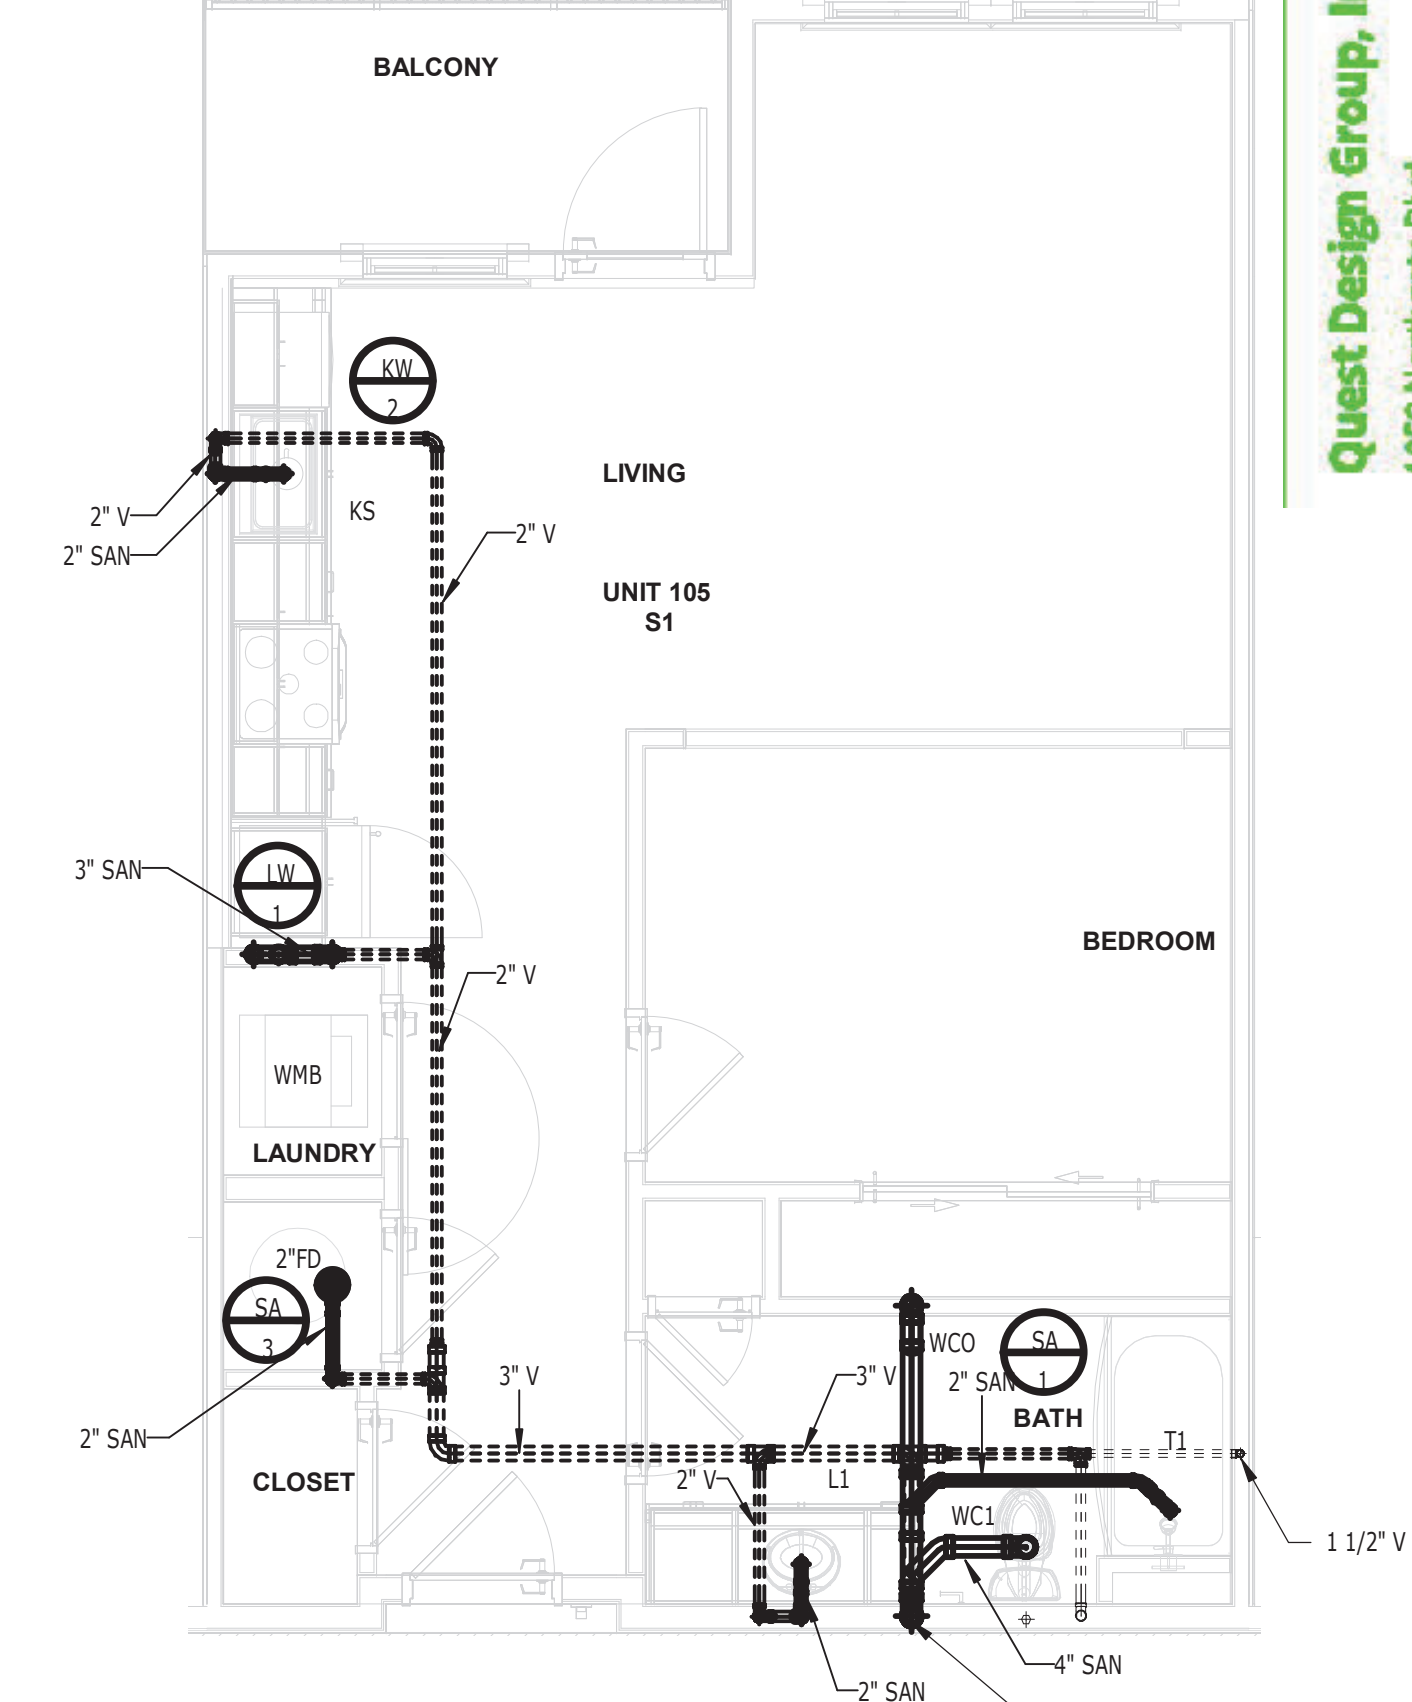 BALCONY
Quest Design Group,
KW
2
LIVING
KS
2" V
2" V
2" SAN
UNIT 105
S1
3" SAN
LW
1
BEDROOM
2" V
WMB
LAUNDRY
2"FD
SA
3
WCO
SA
1
3" V
3" V
2" SAN
BATH
2" SAN
T1
CLOSET
2" V
L1
WC1
1 1/2" V
4" SAN
2" SAN